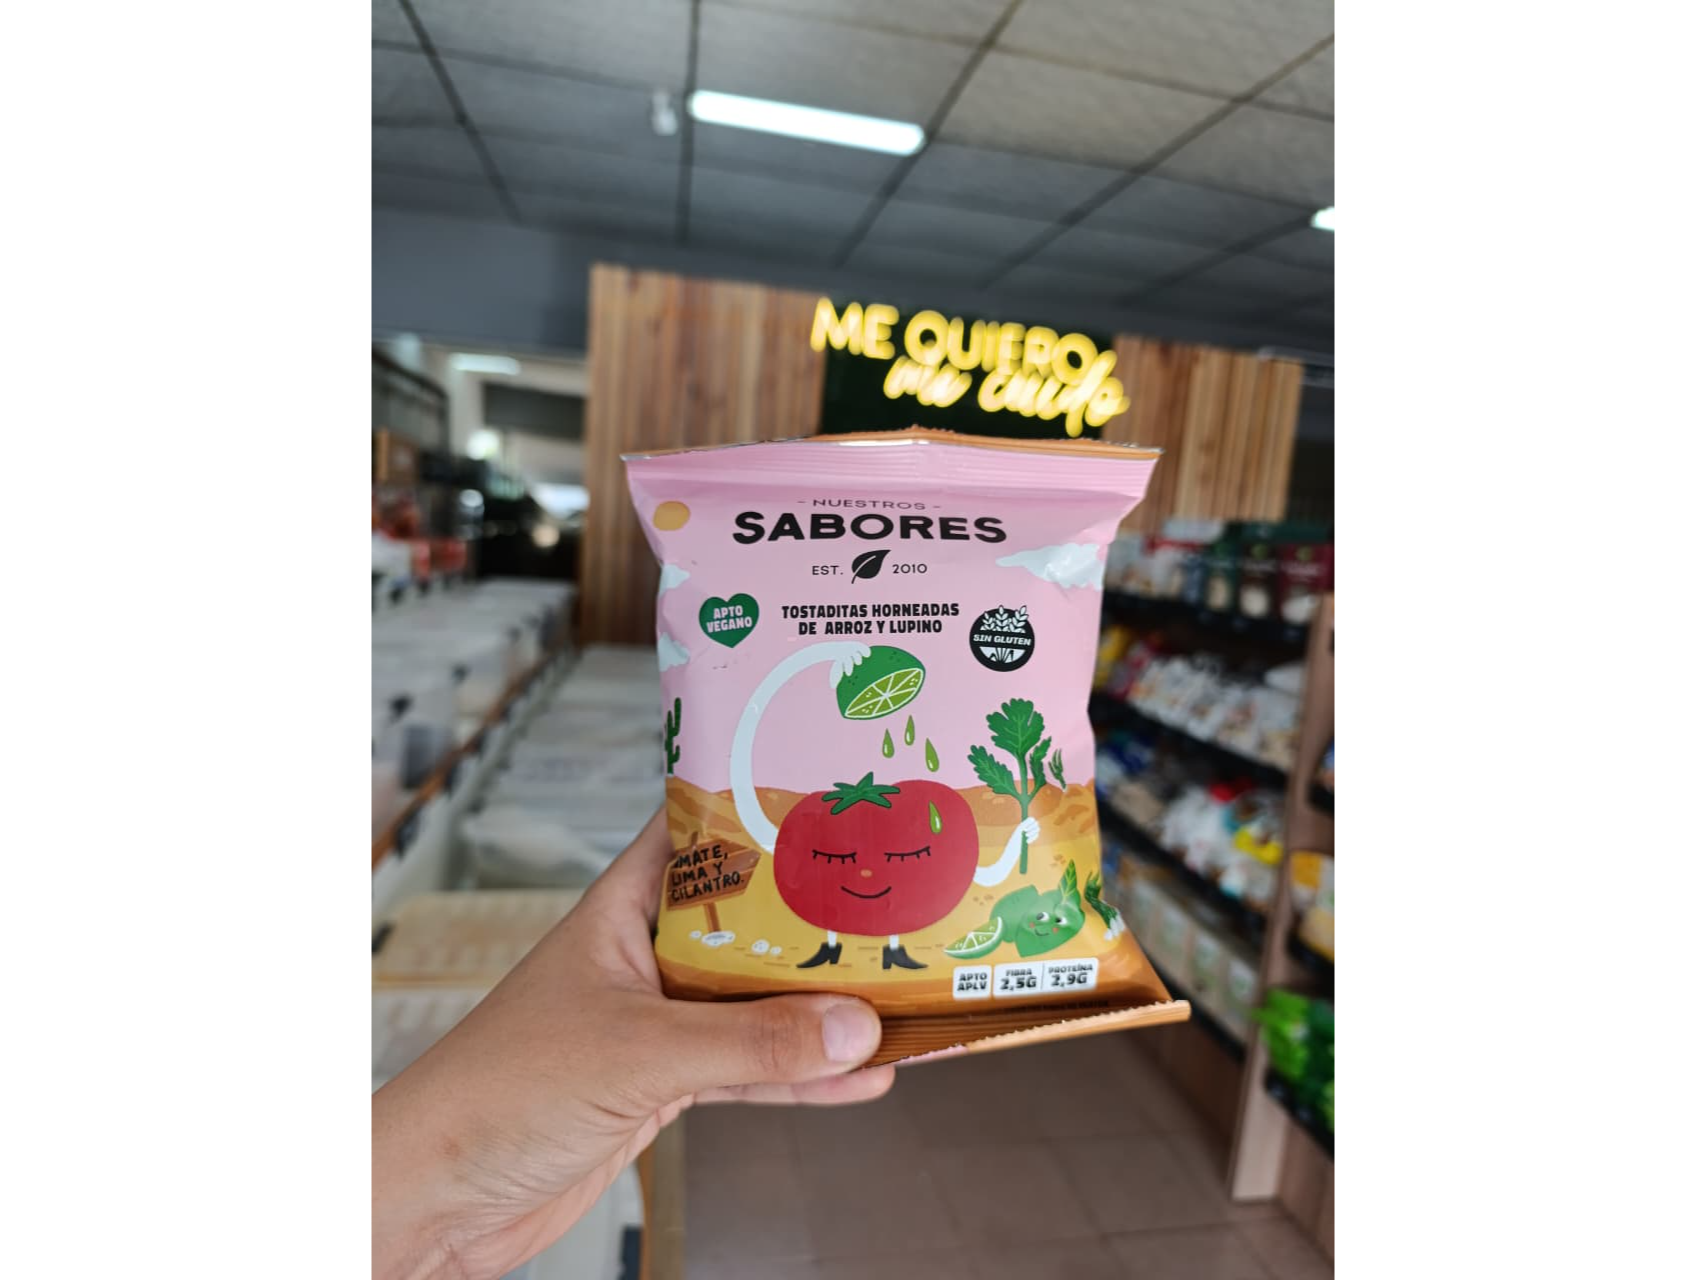 ME QUIERO
me cuido
- NUESTROS -
SABORES
EST. 2010
APTO
VEGANO
TOSTADITAS HORNEADAS
DE ARROZ Y LUPINO
SIN GLUTEN
LIMA Y
CILANTRO.
APTO
APLV
FIBRA
2,5G
PROTEÍNA
2,9G